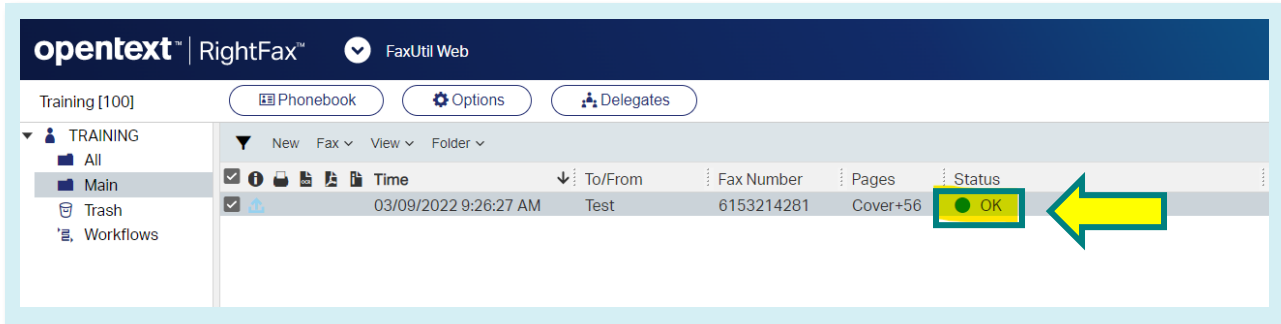 opentext™ | RightFax™ FaxUtil Web
Training [100] Phonebook Options Delegates
TRAINING
All
Main
Trash
Workflows
New Fax View Folder
Time To/From Fax Number Pages Status
03/09/2022 9:26:27 AM Test 6153214281 Cover+56 OK